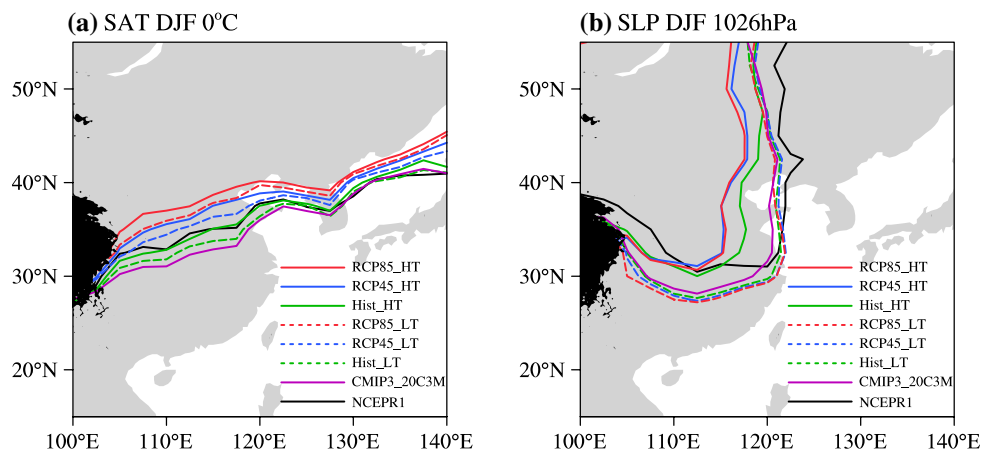 (a) SAT DJF 0°C
50°N
40°N
30°N
20°N
100°E 110°E 120°E 130°E 140°E
RCP85_HT
RCP45_HT
Hist_HT
RCP85_LT
RCP45_LT
Hist_LT
CMIP3_20C3M
NCEPR1
(b) SLP DJF 1026hPa
50°N
40°N
30°N
20°N
100°E 110°E 120°E 130°E 140°E
RCP85_HT
RCP45_HT
Hist_HT
RCP85_LT
RCP45_LT
Hist_LT
CMIP3_20C3M
NCEPR1